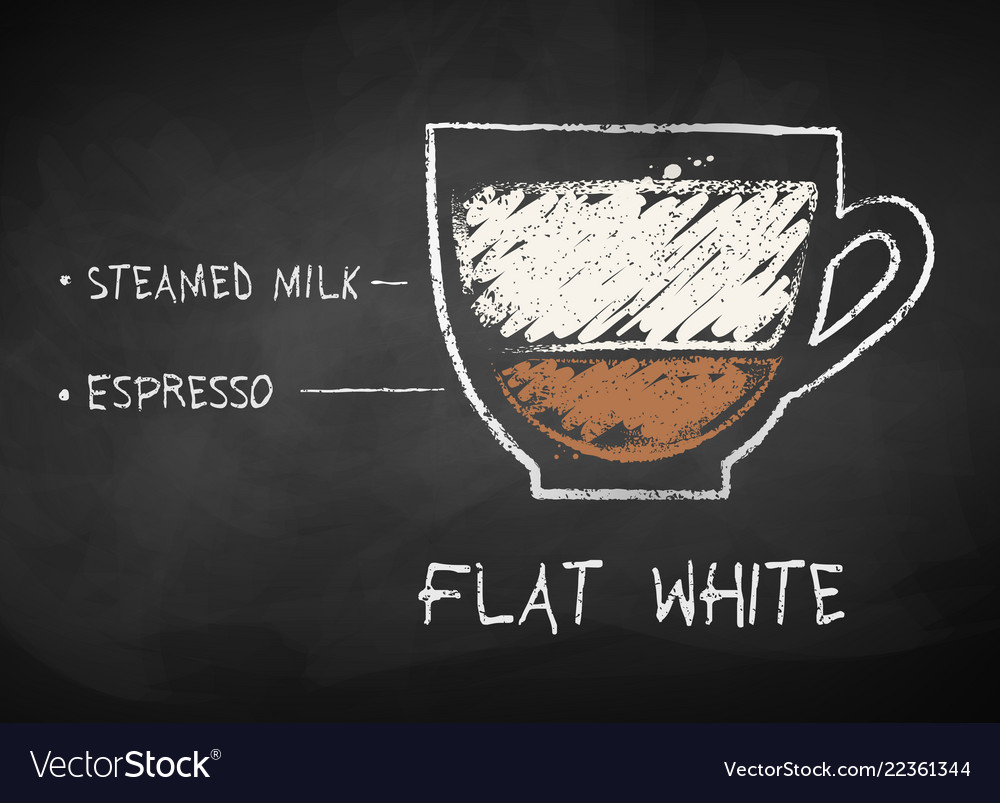 • STEAMED MILK
• ESPRESSO
FLAT WHITE
VectorStock®
VectorStock.com/22361344